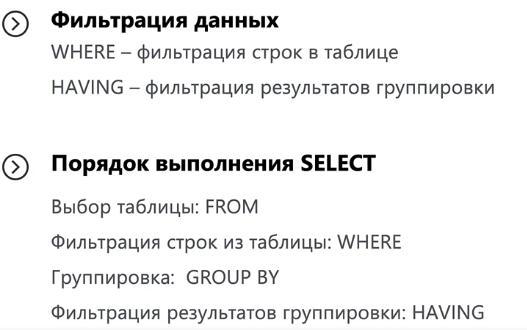 Фильтрация данных
WHERE – фильтрация строк в таблице
HAVING – фильтрация результатов группировки
Порядок выполнения SELECT
Выбор таблицы: FROM
Фильтрация строк из таблицы: WHERE
Группировка:  GROUP BY
Фильтрация результатов группировки: HAVING